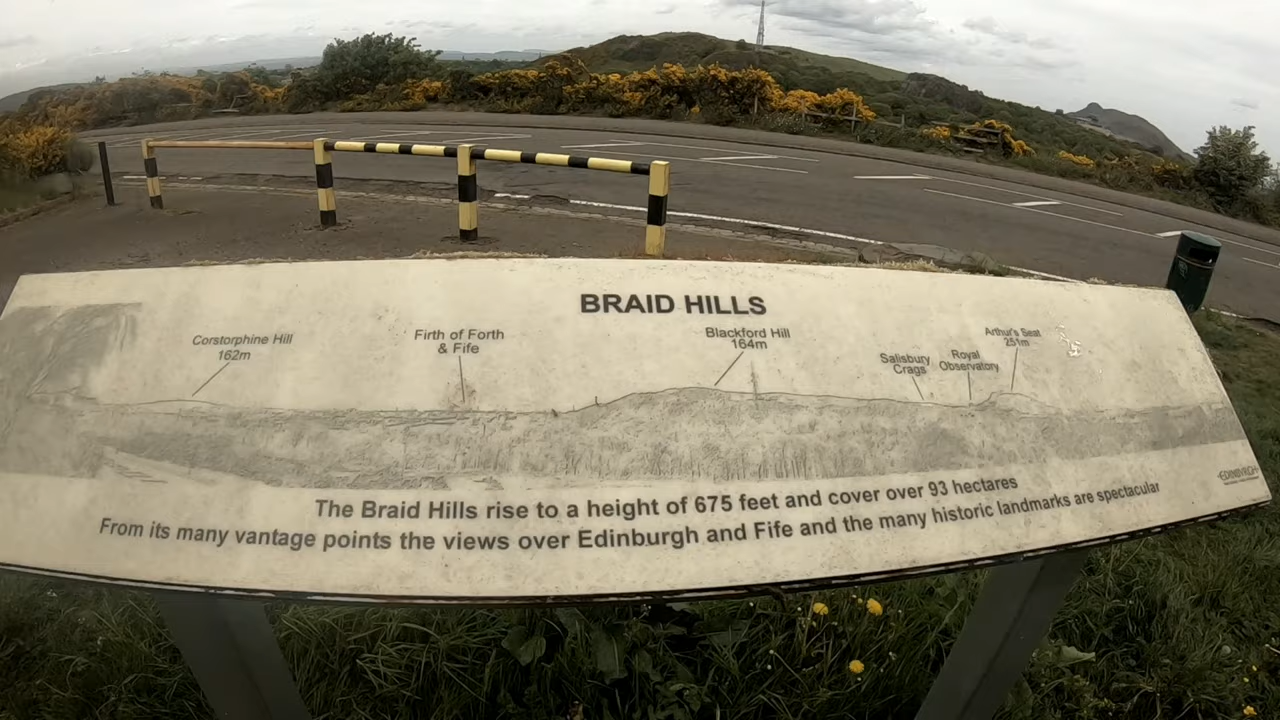 BRAID HILLS
Corstorphine Hill
162m
Firth of Forth
& Fife
Blackford Hill
164m
Salisbury
Crags
Royal
Observatory
Arthur's Seat
251m
The Braid Hills rise to a height of 675 feet and cover over 93 hectares
From its many vantage points the views over Edinburgh and Fife and the many historic landmarks are spectacular
·EDINBVRGH·